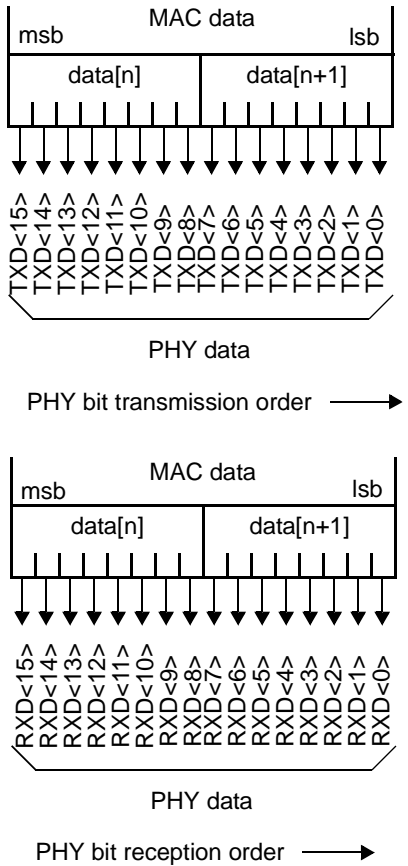 MAC data
msb lsb
data[n] data[n+1]
TXD<15> TXD<14> TXD<13> TXD<12> TXD<11> TXD<10> TXD<9> TXD<8> TXD<7> TXD<6> TXD<5> TXD<4> TXD<3> TXD<2> TXD<1> TXD<0>
PHY data
PHY bit transmission order
MAC data
msb lsb
data[n] data[n+1]
RXD<15> RXD<14> RXD<13> RXD<12> RXD<11> RXD<10> RXD<9> RXD<8> RXD<7> RXD<6> RXD<5> RXD<4> RXD<3> RXD<2> RXD<1> RXD<0>
PHY data
PHY bit reception order